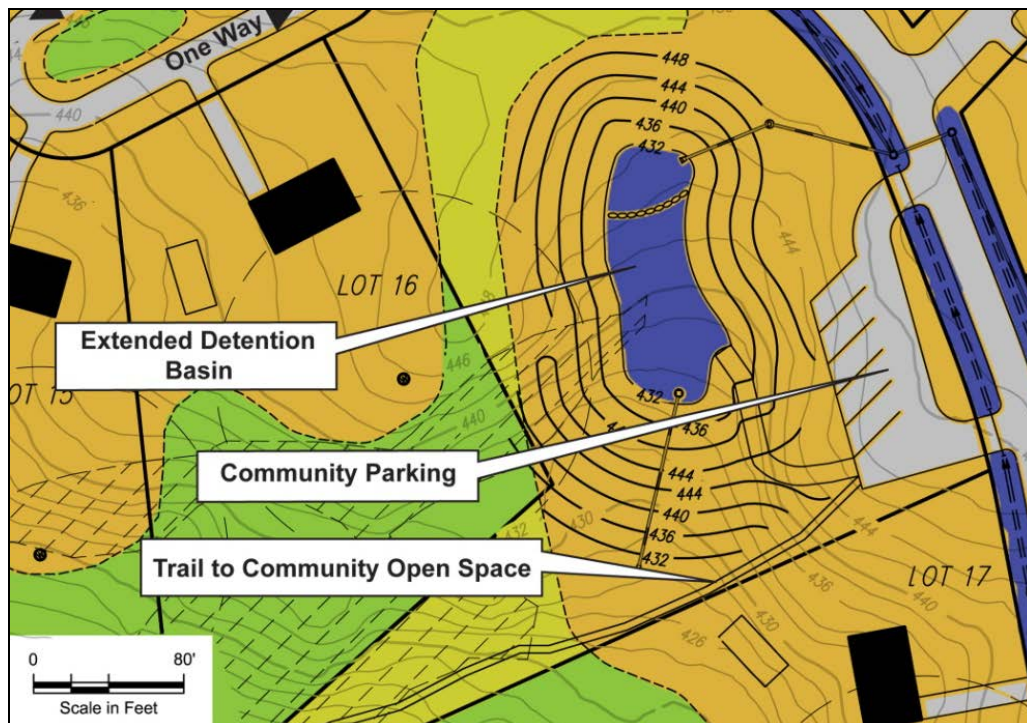 One Way
440
436
LOT 16
446
440
448
444
440
436
432
444
Extended Detention
Basin
LOT 15
432
436
Community Parking
444
444
440
436
432
432
430
444
Trail to Community Open Space
LOT 17
436
440
430
426
0 80'
Scale in Feet